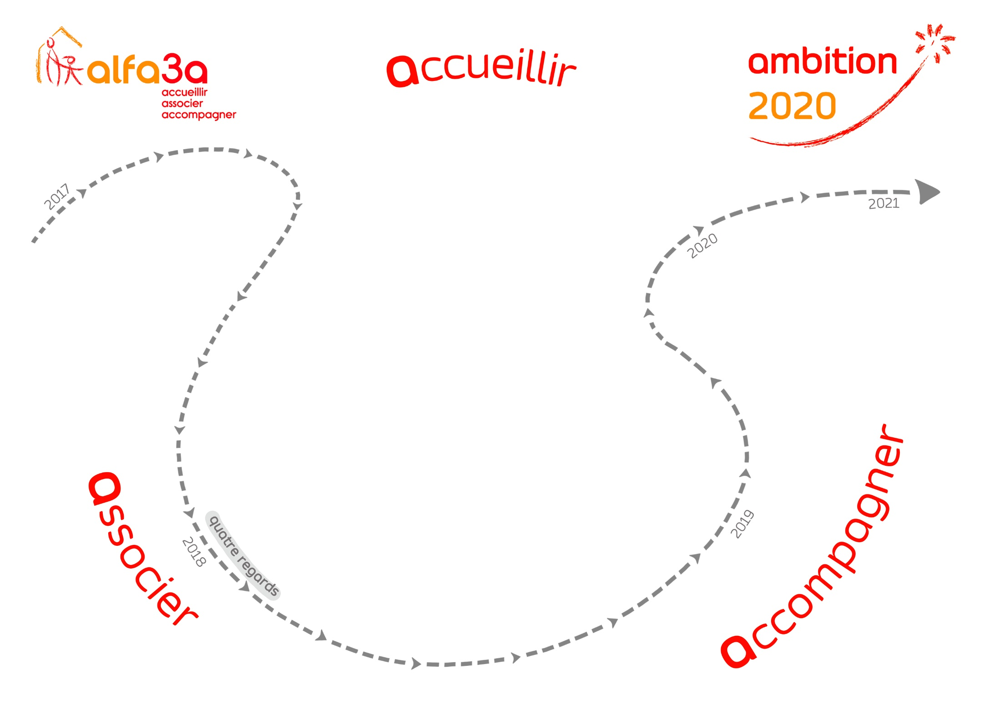 alfa3a
accueillir
associer
accompagner
accueillir
ambition
2020
2017
2021
2020
associer
quatre regards
2018
2019
accompagner